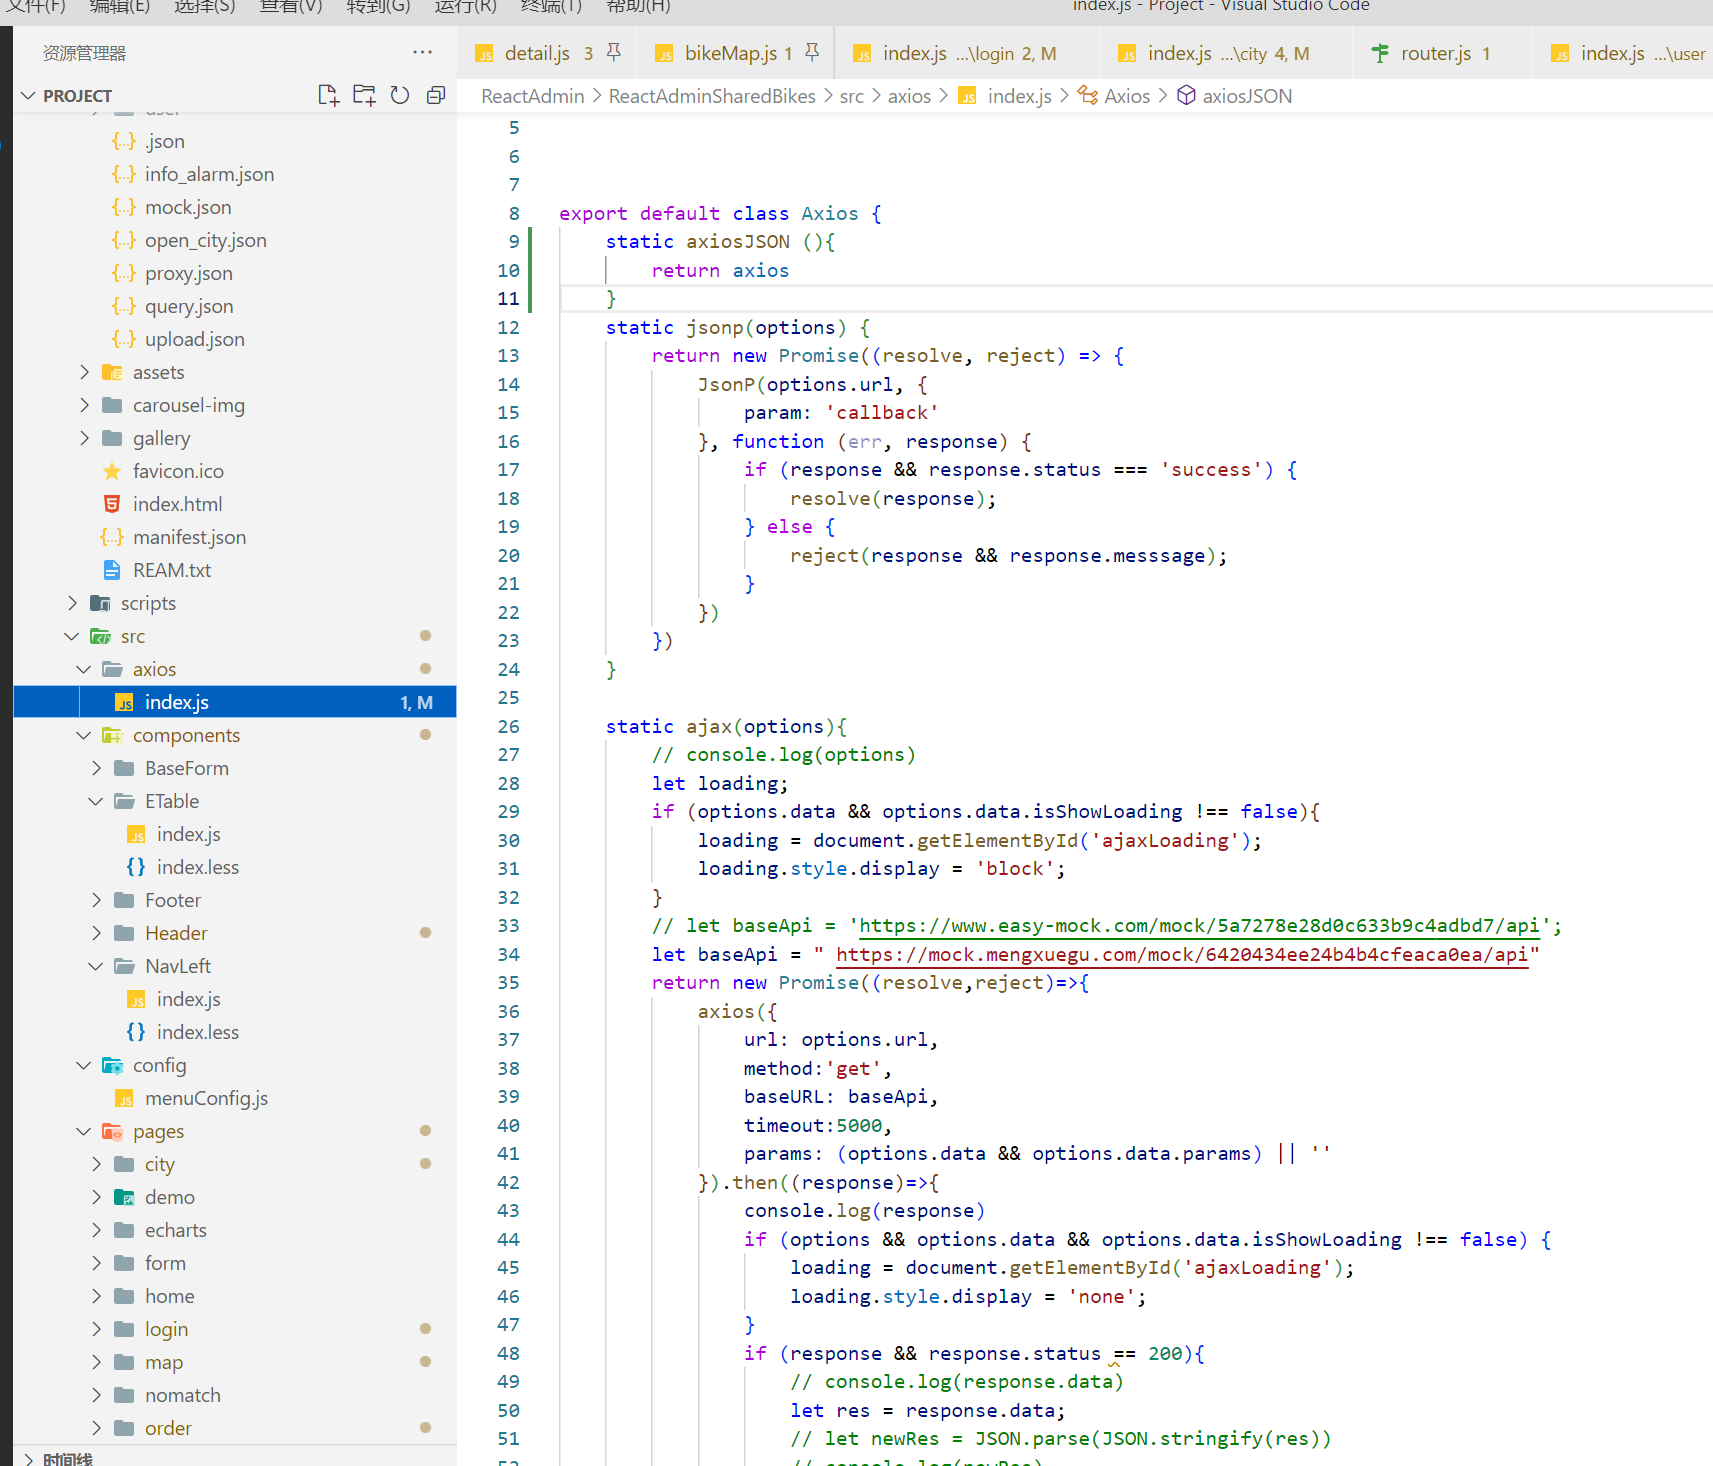 文件(F) 编辑(E) 选择(S) 查看(V) 转到(G) 运行(R) 终端(T) 帮助(H) index.js - Project - Visual Studio Code
资源管理器 ···
detail.js 3 bikeMap.js 1 index.js ...\login 2, M index.js ...\city 4, M router.js 1 index.js ...\user
PROJECT
ReactAdmin > ReactAdminSharedBikes > src > axios > JS index.js > Axios > axiosJSON
user
.json
info_alarm.json
mock.json
open_city.json
proxy.json
query.json
upload.json
assets
carousel-img
gallery
favicon.ico
index.html
manifest.json
REAM.txt
scripts
src
axios
index.js 1, M
components
BaseForm
ETable
index.js
index.less
Footer
Header
NavLeft
index.js
index.less
config
menuConfig.js
pages
city
demo
echarts
form
home
login
map
nomatch
order
时间线
5
6
7
8 export default class Axios {
9 static axiosJSON (){
10 return axios
11 }
12 static jsonp(options) {
13 return new Promise((resolve, reject) => {
14 JsonP(options.url, {
15 param: 'callback'
16 }, function (err, response) {
17 if (response && response.status === 'success') {
18 resolve(response);
19 } else {
20 reject(response && response.messsage);
21 }
22 })
23 })
24 }
25
26 static ajax(options){
27 // console.log(options)
28 let loading;
29 if (options.data && options.data.isShowLoading !== false){
30 loading = document.getElementById('ajaxLoading');
31 loading.style.display = 'block';
32 }
33 // let baseApi = 'https://www.easy-mock.com/mock/5a7278e28d0c633b9c4adbd7/api';
34 let baseApi = " https://mock.mengxuegu.com/mock/6420434ee24b4b4cfeaca0ea/api"
35 return new Promise((resolve,reject)=>{
36 axios({
37 url: options.url,
38 method:'get',
39 baseURL: baseApi,
40 timeout:5000,
41 params: (options.data && options.data.params) || ''
42 }).then((response)=>{
43 console.log(response)
44 if (options && options.data && options.data.isShowLoading !== false) {
45 loading = document.getElementById('ajaxLoading');
46 loading.style.display = 'none';
47 }
48 if (response && response.status == 200){
49 // console.log(response.data)
50 let res = response.data;
51 // let newRes = JSON.parse(JSON.stringify(res))
52 // console.log(newRes)